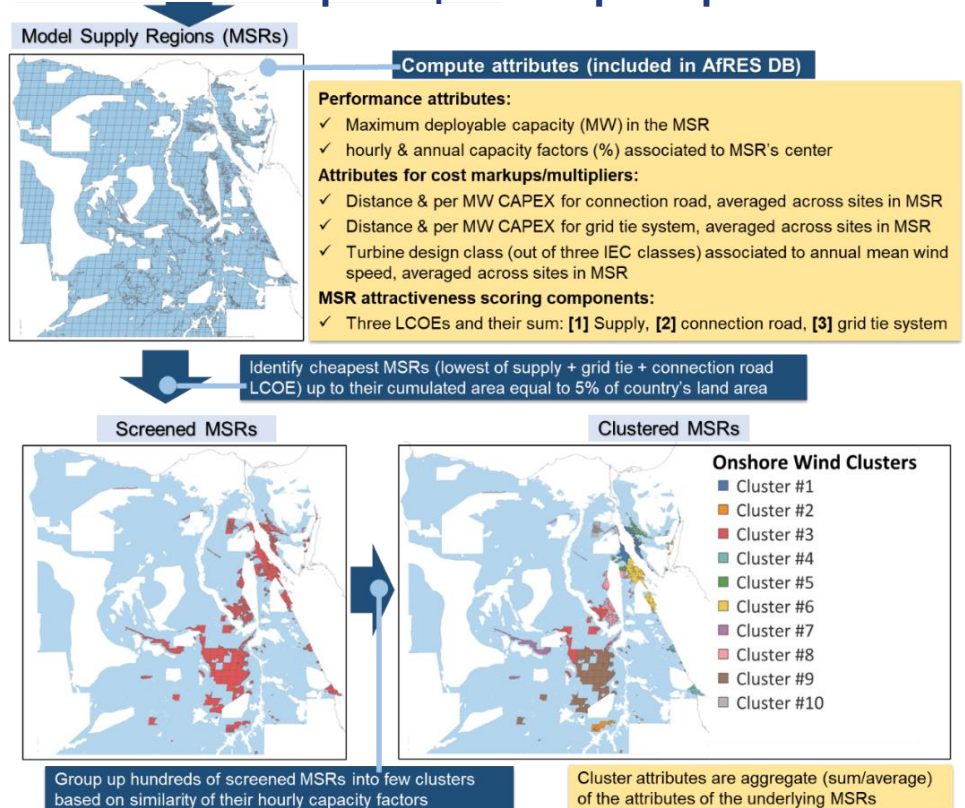 Model Supply Regions (MSRs)
Compute attributes (included in AfRES DB)
Performance attributes:
✓ Maximum deployable capacity (MW) in the MSR
✓ hourly & annual capacity factors (%) associated to MSR's center
Attributes for cost markups/multipliers:
✓ Distance & per MW CAPEX for connection road, averaged across sites in MSR
✓ Distance & per MW CAPEX for grid tie system, averaged across sites in MSR
✓ Turbine design class (out of three IEC classes) associated to annual mean wind
speed, averaged across sites in MSR
MSR attractiveness scoring components:
✓ Three LCOEs and their sum: [1] Supply, [2] connection road, [3] grid tie system
Identify cheapest MSRs (lowest of supply + grid tie + connection road
LCOE) up to their cumulated area equal to 5% of country's land area
Screened MSRs
Clustered MSRs
Onshore Wind Clusters
Cluster #1
Cluster #2
Cluster #3
Cluster #4
Cluster #5
Cluster #6
Cluster #7
Cluster #8
Cluster #9
Cluster #10
Group up hundreds of screened MSRs into few clusters
based on similarity of their hourly capacity factors
Cluster attributes are aggregate (sum/average)
of the attributes of the underlying MSRs